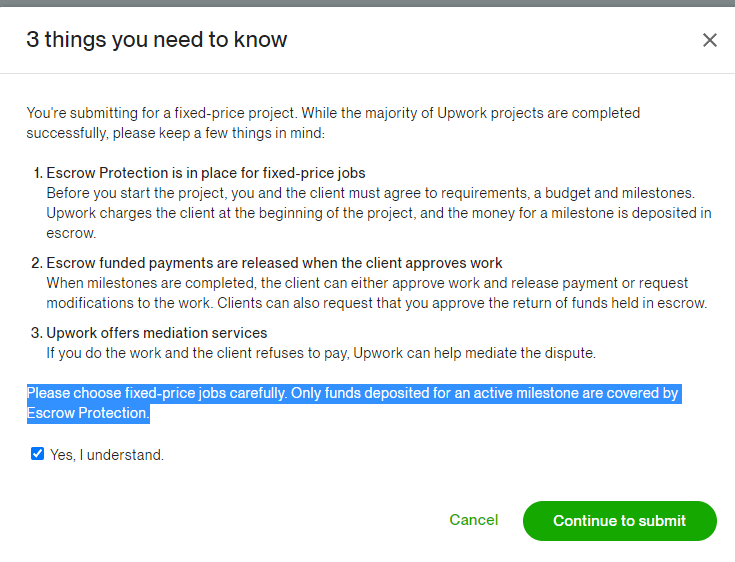 3 things you need to know
You're submitting for a fixed-price project. While the majority of Upwork projects are completed
successfully, please keep a few things in mind:
1. Escrow Protection is in place for fixed-price jobs
Before you start the project, you and the client must agree to requirements, a budget and milestones.
Upwork charges the client at the beginning of the project, and the money for a milestone is deposited in
escrow.
2. Escrow funded payments are released when the client approves work
When milestones are completed, the client can either approve work and release payment or request
modifications to the work. Clients can also request that you approve the return of funds held in escrow.
3. Upwork offers mediation services
If you do the work and the client refuses to pay, Upwork can help mediate the dispute.
Please choose fixed-price jobs carefully. Only funds deposited for an active milestone are covered by
Escrow Protection.
Yes, I understand.
Cancel
Continue to submit